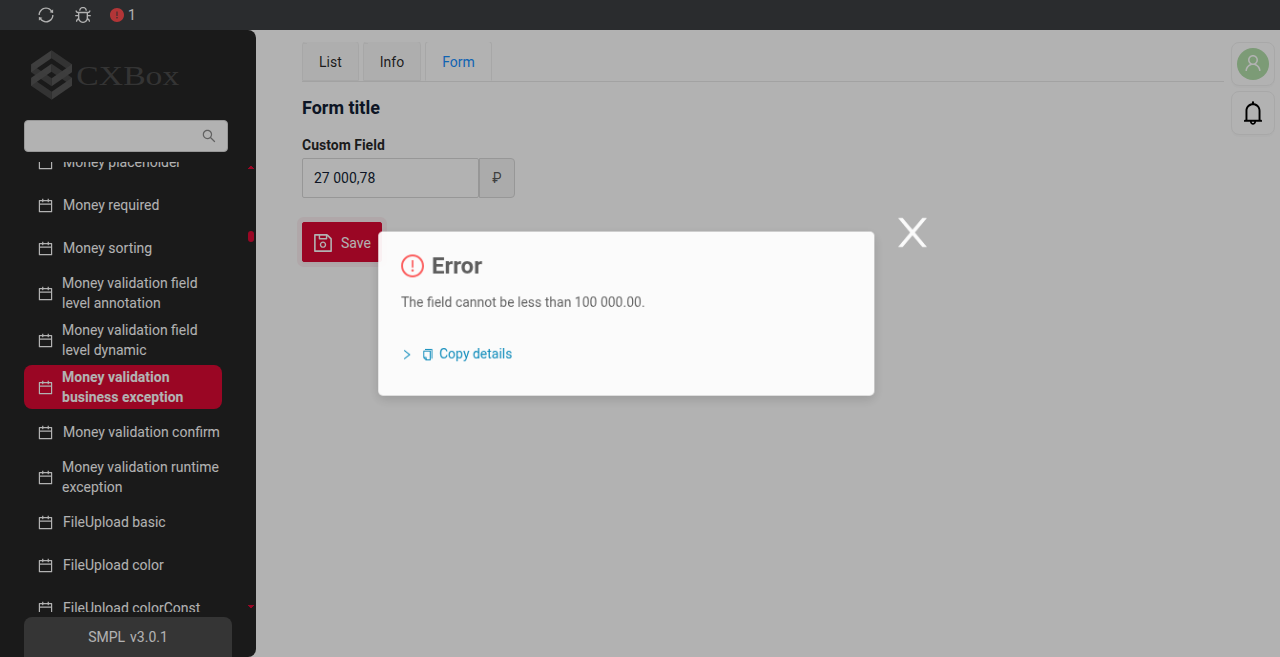 1
CXBox
Money placeholder
Money required
Money sorting
Money validation field
level annotation
Money validation field
level dynamic
Money validation
business exception
Money validation confirm
Money validation runtime
exception
FileUpload basic
FileUpload color
FileUpload colorConst
SMPL v3.0.1
List
Info
Form
Form title
Custom Field
27 000,78
₽
Save
Error
The field cannot be less than 100 000.00.
Copy details